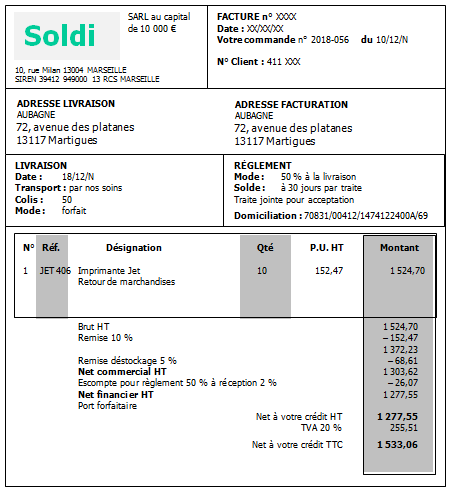 Soldi
SARL au capital
de 10 000 €
10, rue Milan 13004 MARSEILLE
SIREN 39412 949000 13 RCS MARSEILLE
FACTURE n° XXXX
Date : XX/XX/XX
Votre commande n° 2018-056 du 10/12/N
N° Client : 411 XXX
ADRESSE LIVRAISON
AUBAGNE
72, avenue des platanes
13117 Martigues
ADRESSE FACTURATION
AUBAGNE
72, avenue des platanes
13117 Martigues
LIVRAISON
Date : 18/12/N
Transport : par nos soins
Colis : 50
Mode : forfait
RÉGLEMENT
Mode : 50 % à la livraison
Solde : à 30 jours par traite
Traite jointe pour acceptation
Domiciliation : 70831/00412/1474122400A/69
N° Réf. Désignation Qté P.U. HT Montant
1 JET 406 Imprimante Jet 10 152,47 1 524,70
Retour de marchandises
Brut HT 1 524,70
Remise 10 % – 152,47
1 372,23
Remise déstockage 5 % – 68,61
Net commercial HT 1 303,62
Escompte pour règlement 50 % à réception 2 % – 26,07
Net financier HT 1 277,55
Port forfaitaire
Net à votre crédit HT 1 277,55
TVA 20 % 255,51
Net à votre crédit TTC 1 533,06